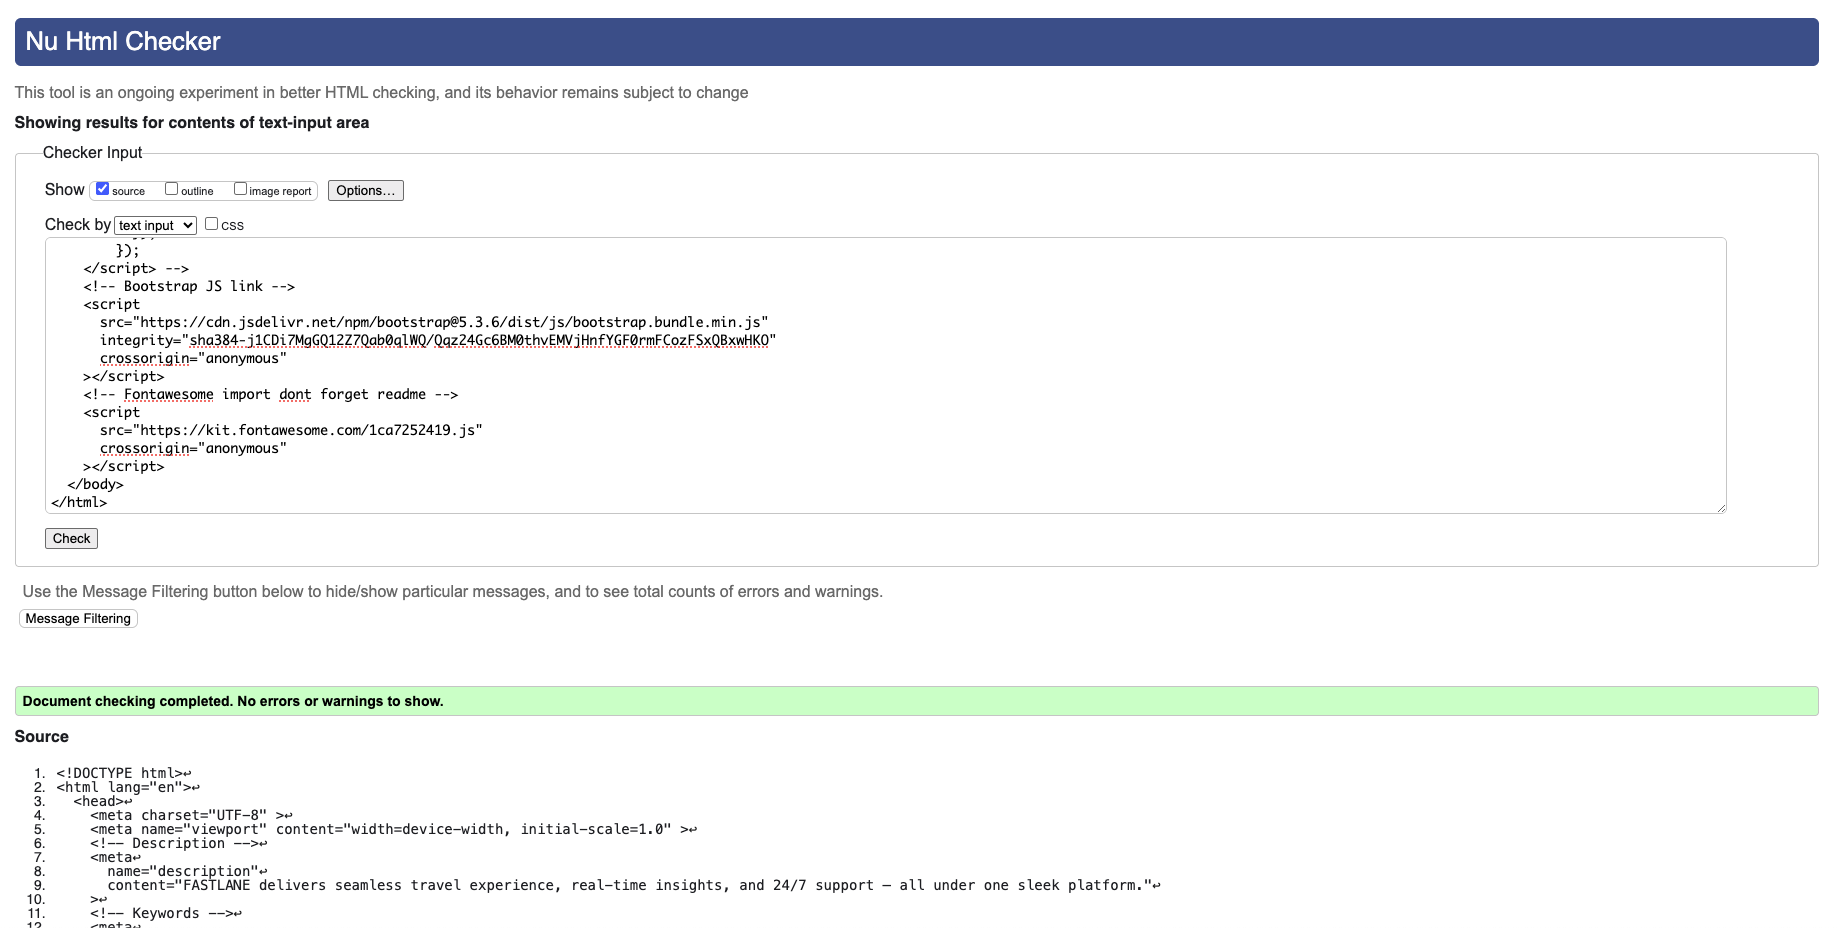 Nu Html Checker
This tool is an ongoing experiment in better HTML checking, and its behavior remains subject to change
Showing results for contents of text-input area
Checker Input
Show source outline image report Options...
Check by text input CSS
});
</script> -->
<!-- Bootstrap JS link -->
<script
src="https://cdn.jsdelivr.net/npm/bootstrap@5.3.6/dist/js/bootstrap.bundle.min.js"
integrity="sha384-j1CDi7MgGQ12Z7Qab0qlWQ/Qqz24Gc6BM0thvEMVjHnfYGF0rmFCozFSxQBxwHKO"
crossorigin="anonymous"
></script>
<!-- Fontawesome import dont forget readme -->
<script
src="https://kit.fontawesome.com/1ca7252419.js"
crossorigin="anonymous"
></script>
</body>
</html>
Check
Use the Message Filtering button below to hide/show particular messages, and to see total counts of errors and warnings.
Message Filtering
Document checking completed. No errors or warnings to show.
Source
1. <!DOCTYPE html>↩
2. <html lang="en">↩
3. <head>↩
4. <meta charset="UTF-8" >↩
5. <meta name="viewport" content="width=device-width, initial-scale=1.0" >↩
6. <!-- Description -->↩
7. <meta↩
8. name="description"↩
9. content="FASTLANE delivers seamless travel experience, real-time insights, and 24/7 support — all under one sleek platform."↩
10. >↩
11. <!-- Keywords -->↩
12. <meta↩